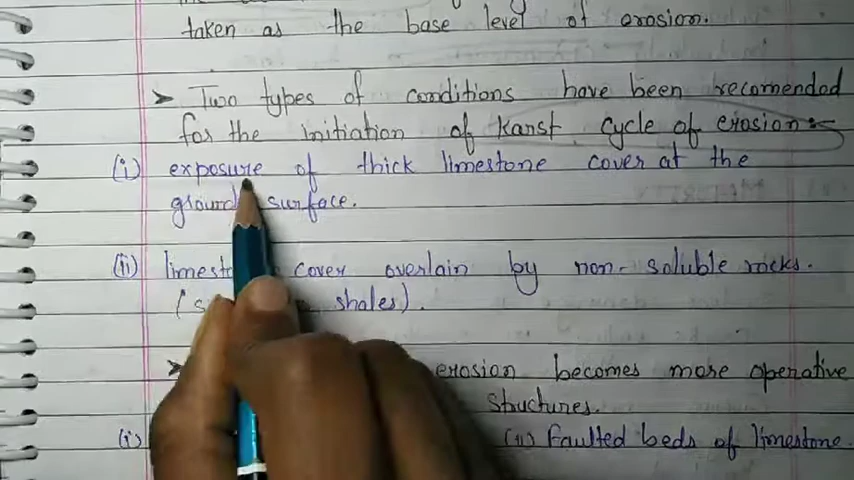 taken as the base level of erosion.
➤ Two types of conditions have been recomended
for the initiation of karst cycle of erosion:-
(i) exposure of thick limestone cover at the
ground surface.
(ii) cover overlain by non-soluble rocks.
shales).
➤ erosion becomes more operative
structures.
(i) (ii) Faulted beds of limestone.